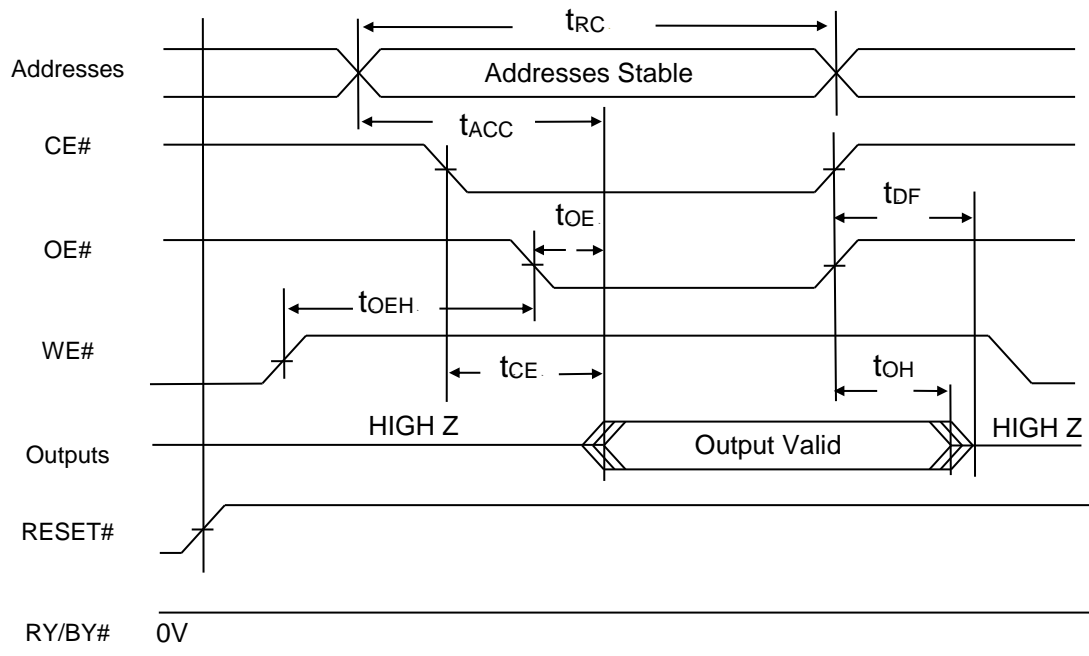 tRC
Addresses
Addresses Stable
tACC
CE#
tDF
tOE
OE#
tOEH
WE#
tCE
tOH
HIGH Z
HIGH Z
Outputs
Output Valid
RESET#
RY/BY#
0V